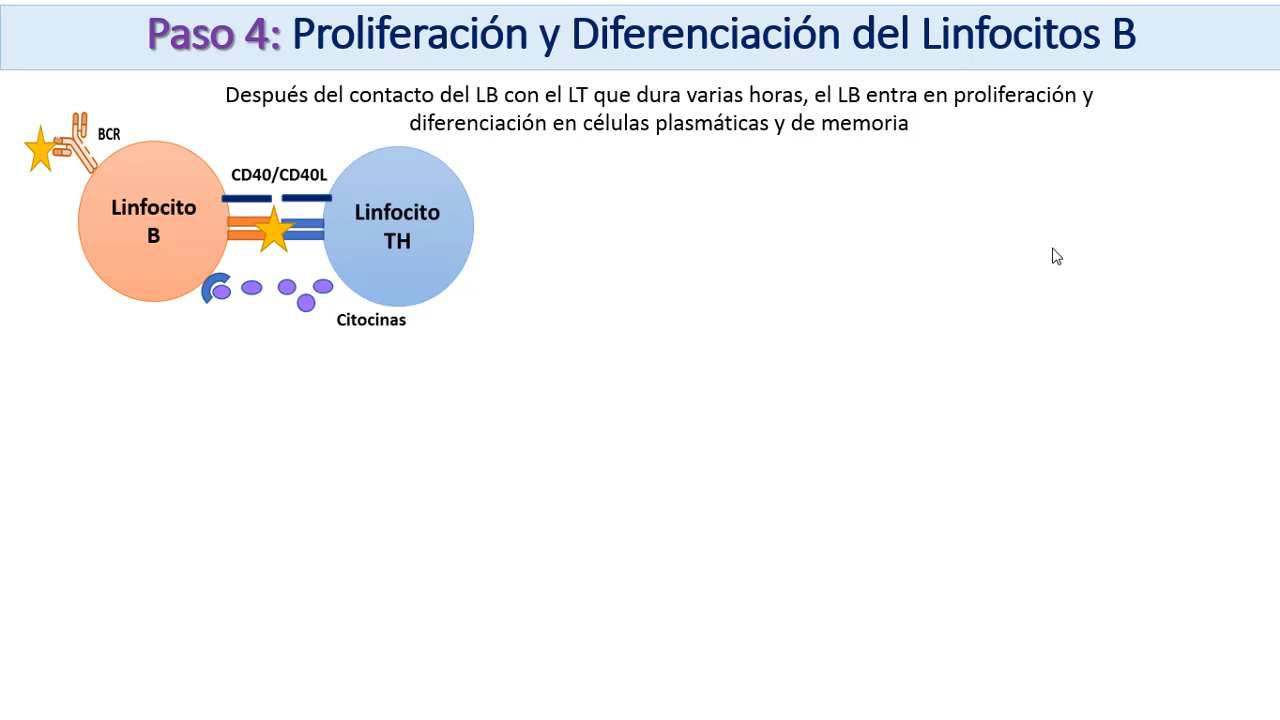 Paso 4: Proliferación y Diferenciación del Linfocitos B
Después del contacto del LB con el LT que dura varias horas, el LB entra en proliferación y
diferenciación en células plasmáticas y de memoria
BCR
CD40/CD40L
Linfocito
B
Linfocito
TH
Citocinas